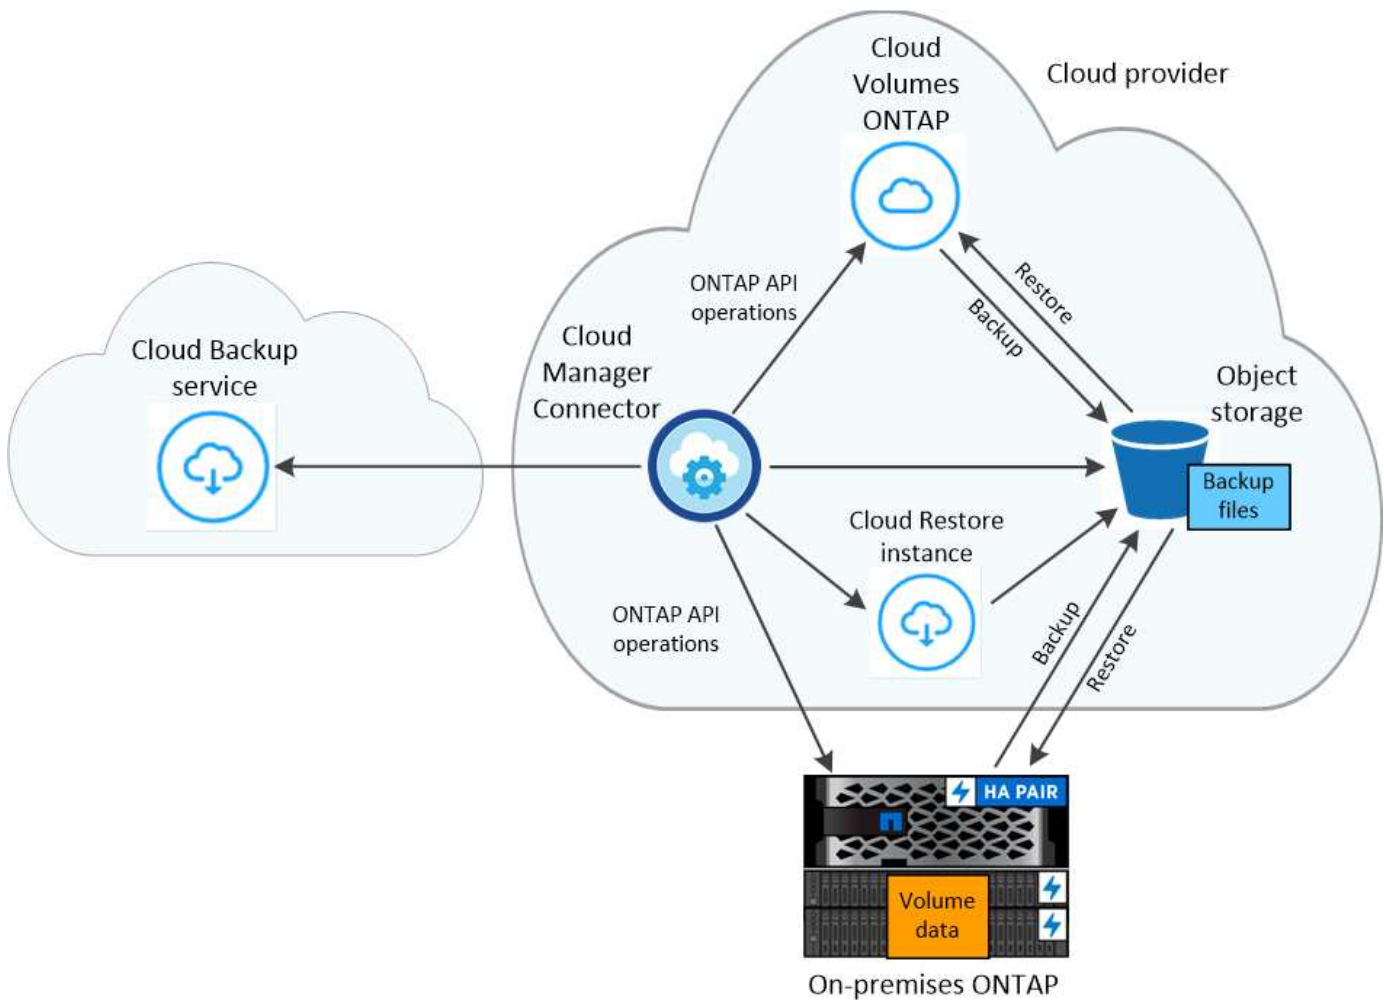 Cloud
Volumes
ONTAP
Cloud provider
ONTAP API
operations
Restore
Backup
Cloud Backup
service
Cloud
Manager
Connector
Object
storage
Backup
files
Cloud Restore
instance
ONTAP API
operations
Backup
Restore
HA PAIR
Volume
data
On-premises ONTAP